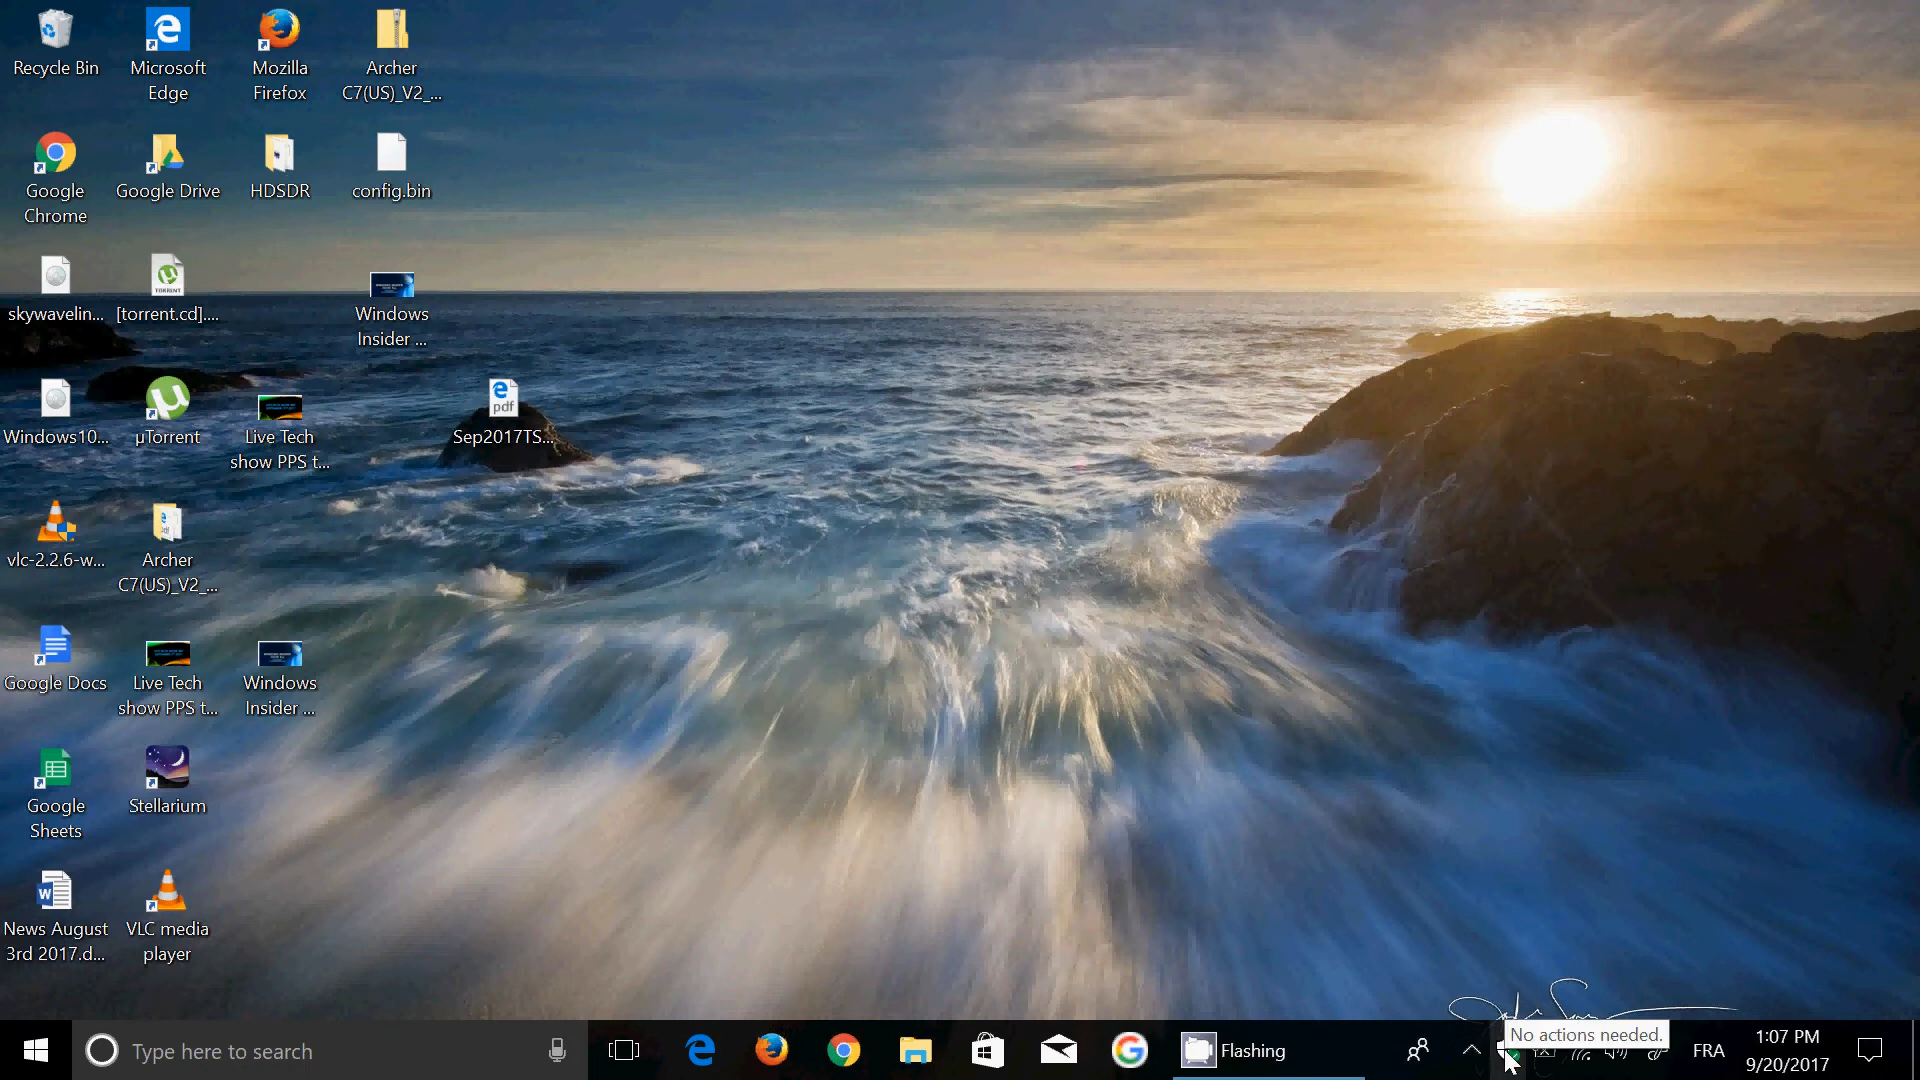 Recycle Bin
Microsoft
Edge
Mozilla
Firefox
Archer
C7(US)_V2_...
Google
Chrome
Google Drive
HDSDR
config.bin
skywavelin...
[torrent.cd]....
TORRENT
Windows
Insider ...
Windows10...
µTorrent
Live Tech
show PPS t...
pdf
Sep2017TS...
vlc-2.2.6-w...
Archer
C7(US)_V2_...
Google Docs
Live Tech
show PPS t...
Windows
Insider ...
Google
Sheets
Stellarium
News August
3rd 2017.d...
VLC media
player
Type here to search
Flashing
No actions needed.
FRA
1:07 PM
9/20/2017